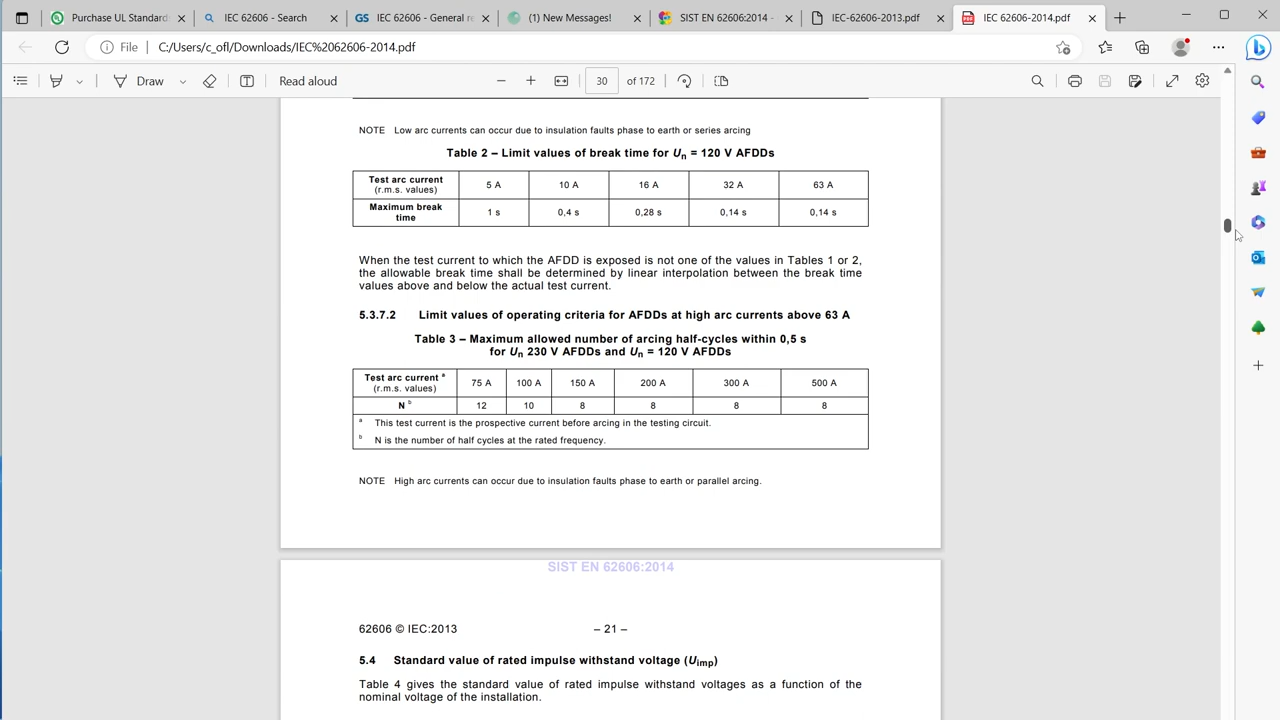 Purchase UL Standard
IEC 62606 - Search
IEC 62606 - General re
(1) New Messages!
SIST EN 62606:2014 -
IEC-6606-2013.pdf
IEC 62606-2014.pdf
File
C:/Users/c_ofl/Downloads/IEC%2062606-2014.pdf
Draw
Read aloud
30
of 172
NOTE Low arc currents can occur due to insulation faults phase to earth or series arcing
Table 2 – Limit values of break time for Un = 120 V AFDDs
Test arc current (r.m.s. values) 5 A 10 A 16 A 32 A 63 A
Maximum break time 1 s 0,4 s 0,28 s 0,14 s 0,14 s
When the test current to which the AFDD is exposed is not one of the values in Tables 1 or 2,
the allowable break time shall be determined by linear interpolation between the break time
values above and below the actual test current.
5.3.7.2 Limit values of operating criteria for AFDDs at high arc currents above 63 A
Table 3 – Maximum allowed number of arcing half-cycles within 0,5 s
for Un 230 V AFDDs and Un = 120 V AFDDs
Test arc current a (r.m.s. values) 75 A 100 A 150 A 200 A 300 A 500 A
N b 12 10 8 8 8 8
a This test current is the prospective current before arcing in the testing circuit.
b N is the number of half cycles at the rated frequency.
NOTE High arc currents can occur due to insulation faults phase to earth or parallel arcing.
SIST EN 62606:2014
62606 © IEC:2013 – 21 –
5.4 Standard value of rated impulse withstand voltage (Uimp)
Table 4 gives the standard value of rated impulse withstand voltages as a function of the
nominal voltage of the installation.